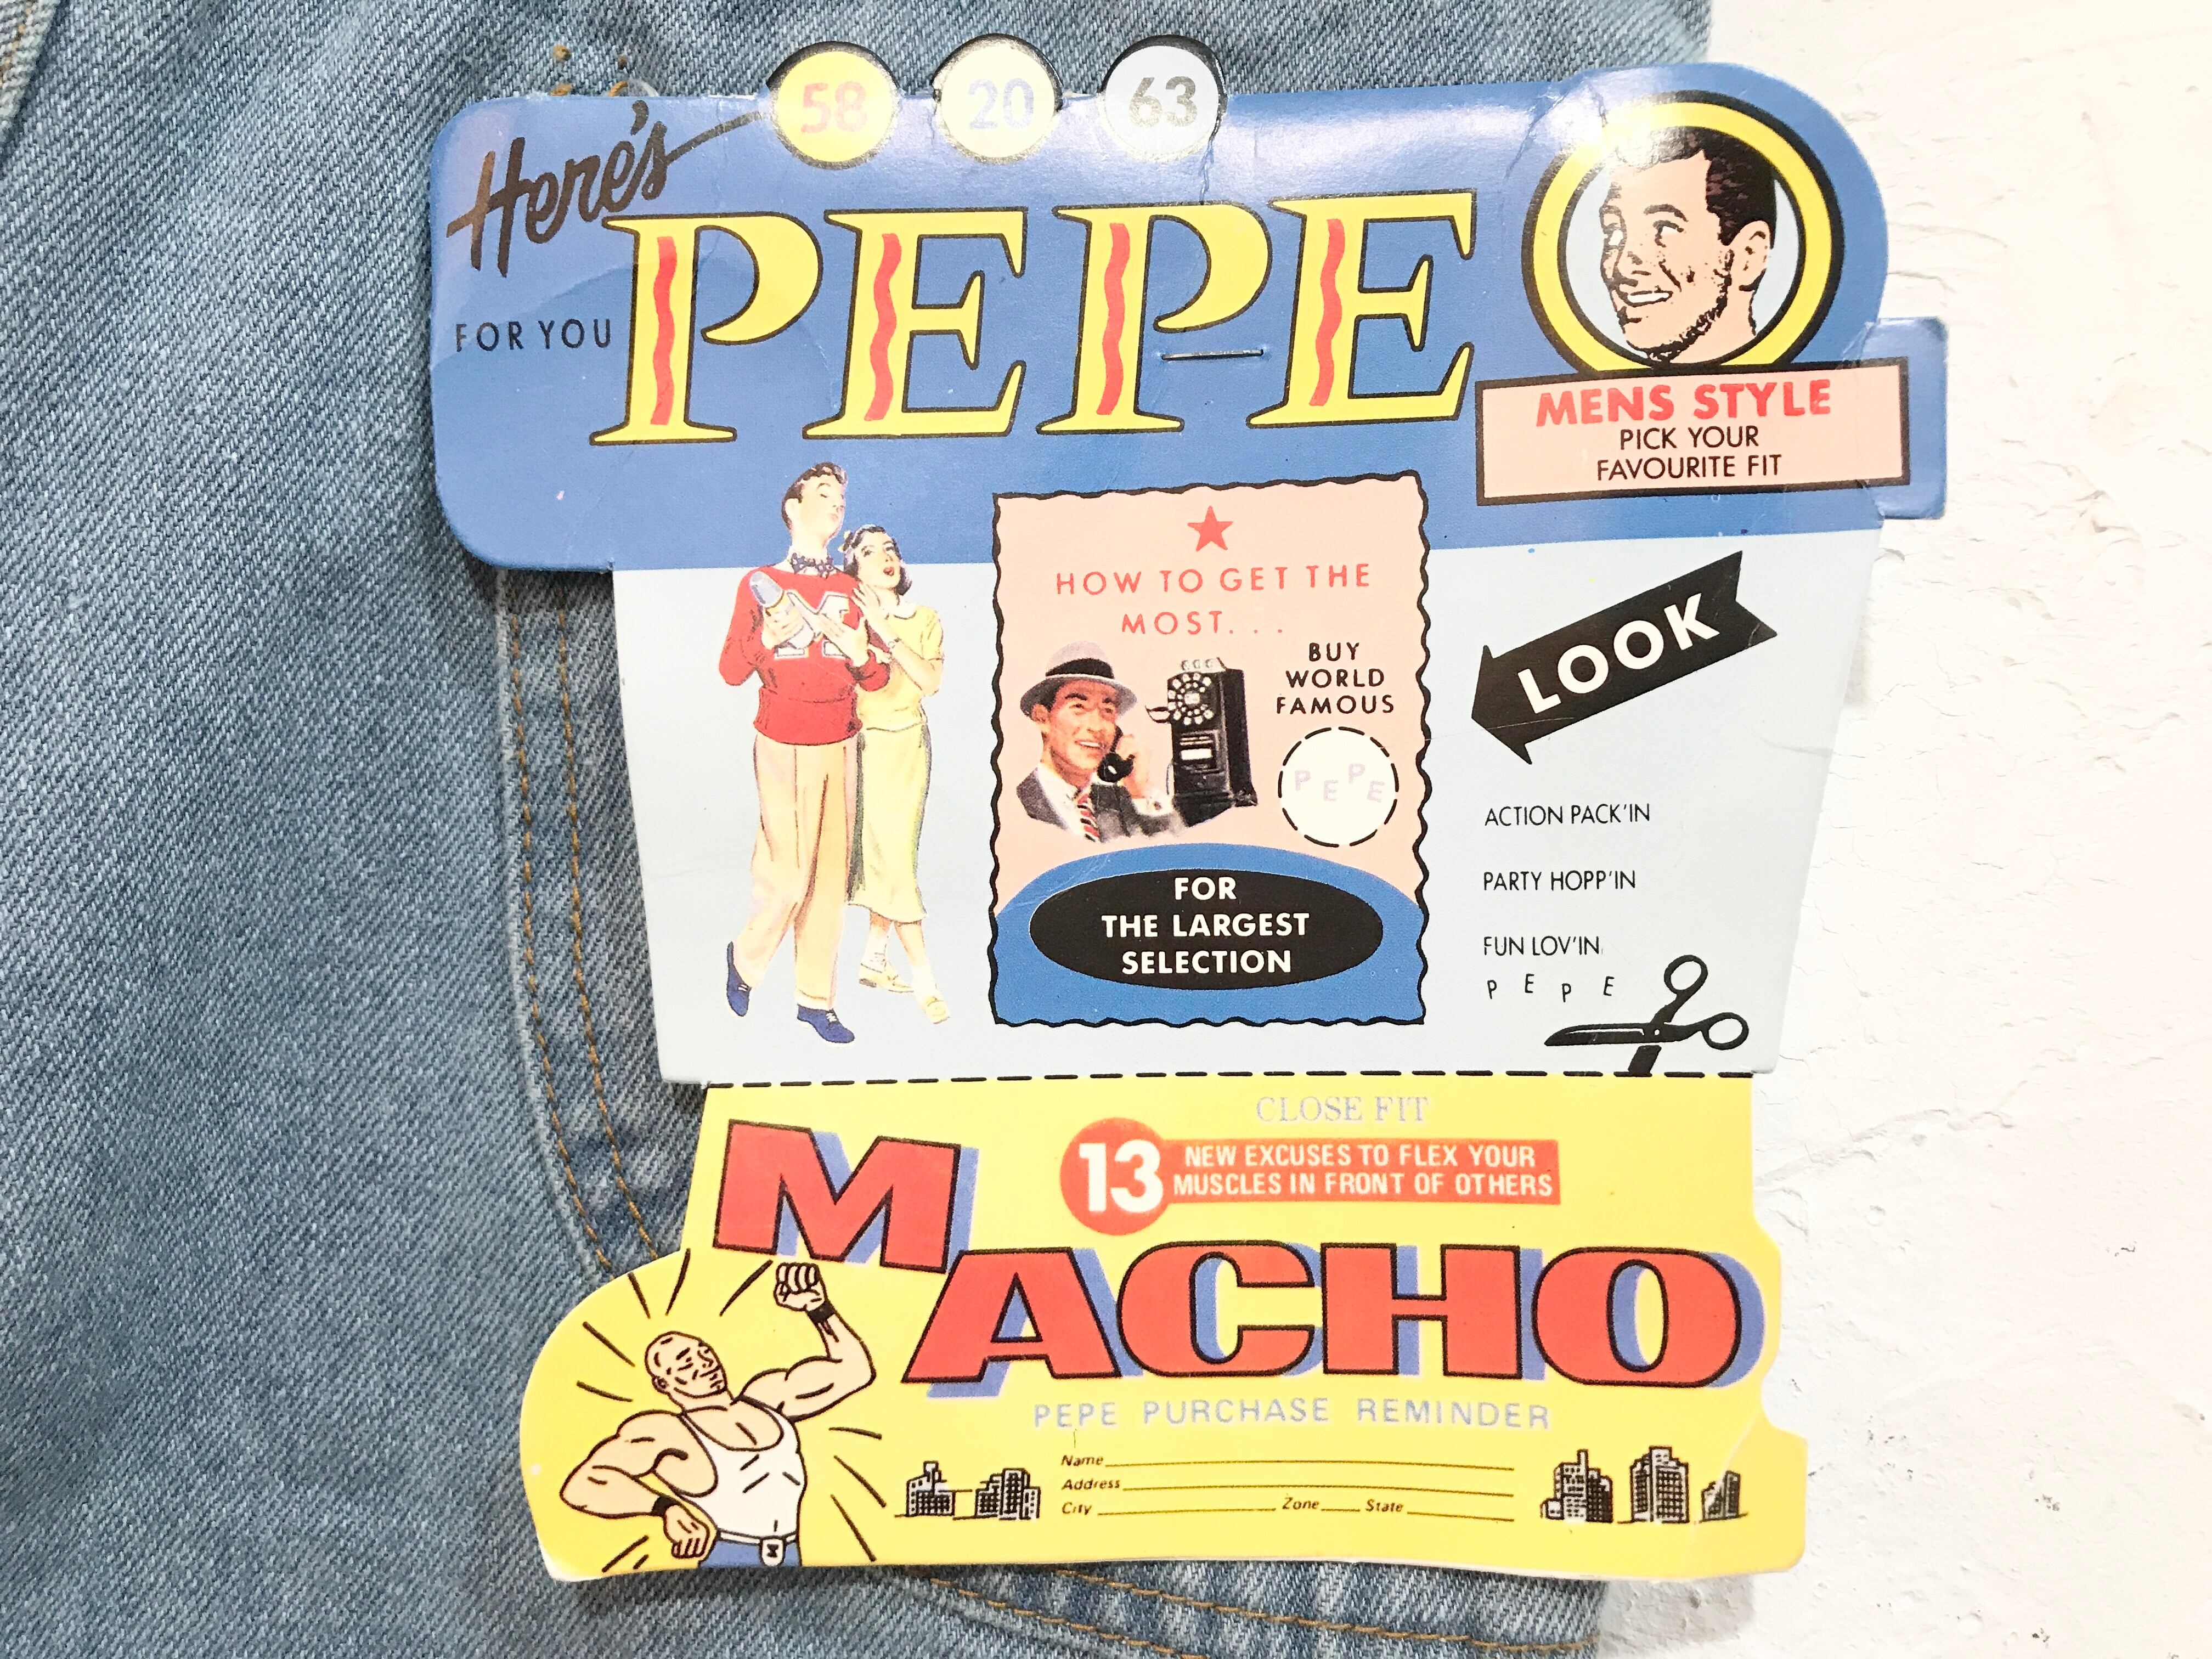 58 20 63
Here's
FOR YOU
PEPE
MENS STYLE
PICK YOUR
FAVOURITE FIT
M
HOW TO GET THE
MOST...
BUY
WORLD
FAMOUS
PEPE
FOR
THE LARGEST
SELECTION
LOOK
ACTION PACK'IN
PARTY HOPP'IN
FUN LOV'IN
PEPE
CLOSE FIT
13 NEW EXCUSES TO FLEX YOUR
MUSCLES IN FRONT OF OTHERS
MACHO
PEPE PURCHASE REMINDER
Name
Address
City Zone State